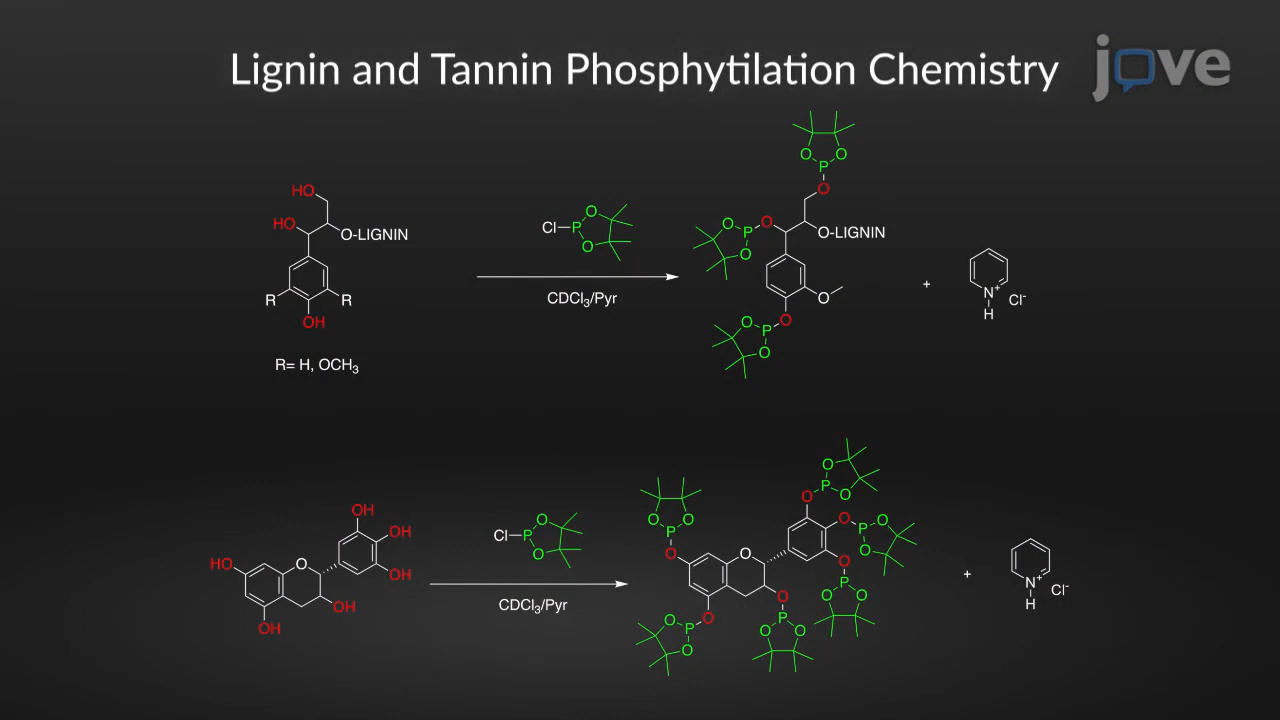 Lignin and Tannin Phosphytilation Chemistry
jove
HO
HO
O-LIGNIN
R
R
OH
R= H, OCH₃
Cl
P
O
O
CDCl₃/Pyr
O
O
P
O
O
P
O
O
O-LIGNIN
O
O
O
P
O
O
+
N⁺
H
Cl⁻
OH
OH
OH
HO
O
OH
OH
Cl
P
O
O
CDCl₃/Pyr
O
O
P
O
O
O
P
O
O
O
P
O
O
O
P
O
O
O
P
O
O
O
P
O
O
O
+
N⁺
H
Cl⁻